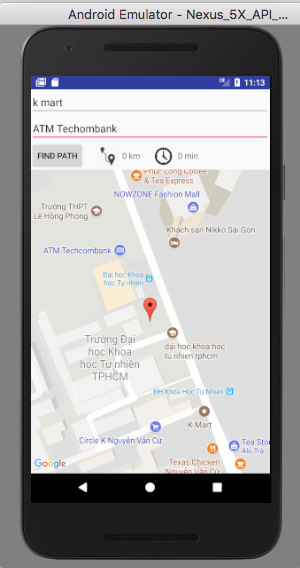 Android Emulator - Nexus_5X_API_...
11:13
k mart
ATM Techombank
FIND PATH
0 km
0 min
Phuc Long Coffee
& Tea Express
NOWZONE Fashion Mall
Trường THPT
Lê Hồng Phong
Khách sạn Nikko Sài Gòn
ATM Techcombank
Đại học Khoa
học Tự nhiên
Trường Đại
học Khoa
học Tự nhiên
TPHCM
dai hoc khoa hoc
tu nhien tphcm
ĐH Khoa Học Tự Nhiên
K Mart
Circle K Nguyễn Văn Cừ
Tea Stor
Ale Trà
Texas Chicken
Nguyễn Văn Cừ
Google